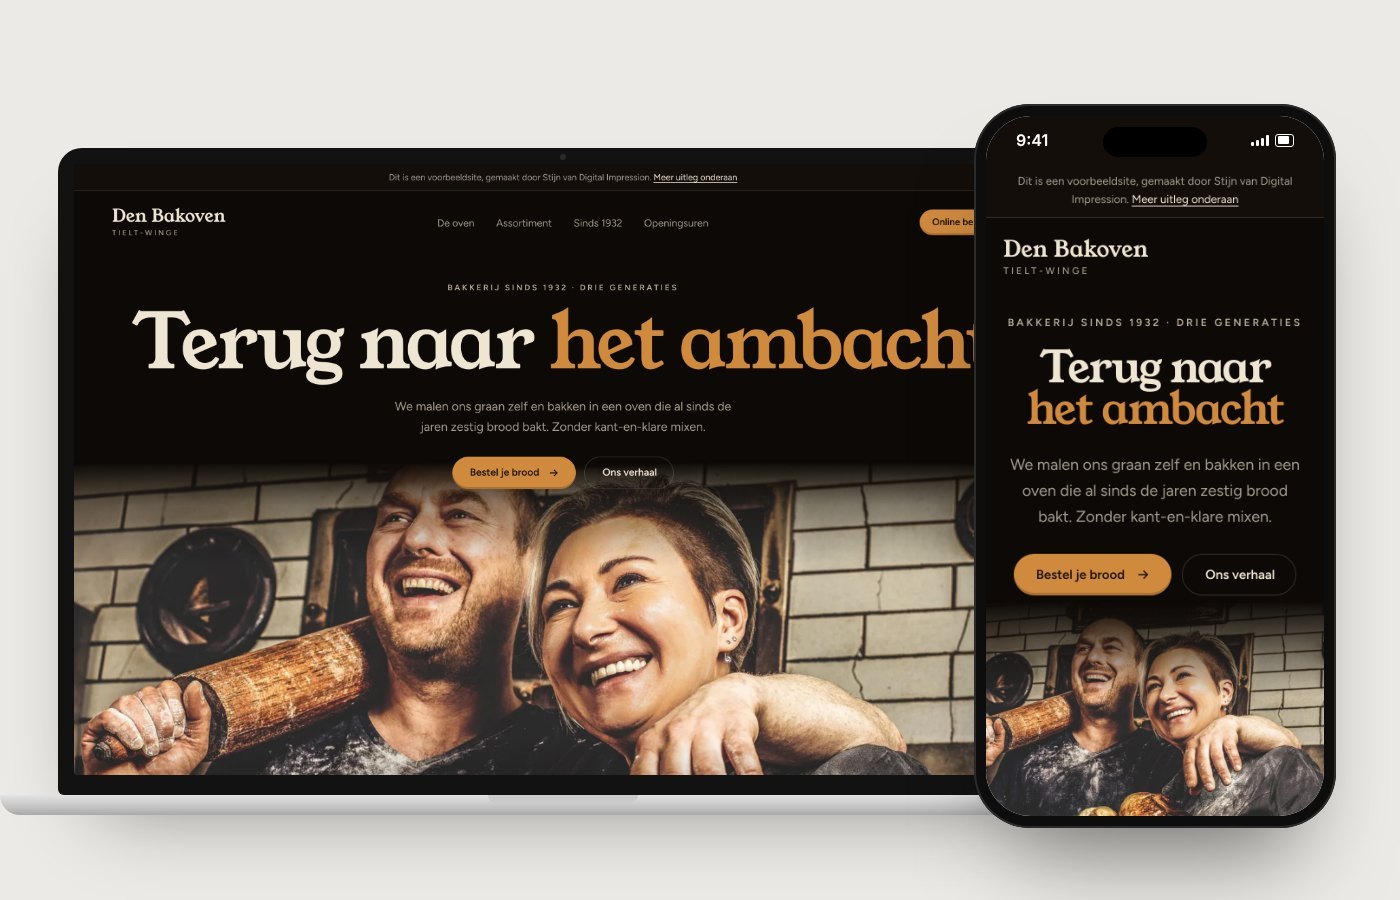 Dit is een voorbeeldsite, gemaakt door Stijn van Digital Impression. Meer uitleg onderaan
Den Bakoven
TIELT-WINGE
De oven
Assortiment
Sinds 1932
Openingsuren
Online be
BAKKERIJ SINDS 1932 · DRIE GENERATIES
Terug naar het ambacht
We malen ons graan zelf en bakken in een oven die al sinds de
jaren zestig brood bakt. Zonder kant-en-klare mixen.
Bestel je brood →
Ons verhaal
9:41
Dit is een voorbeeldsite, gemaakt door Stijn van Digital
Impression. Meer uitleg onderaan
Den Bakoven
TIELT-WINGE
BAKKERIJ SINDS 1932 · DRIE GENERATIES
Terug naar
het ambacht
We malen ons graan zelf en bakken in een
oven die al sinds de jaren zestig brood
bakt. Zonder kant-en-klare mixen.
Bestel je brood →
Ons verhaal